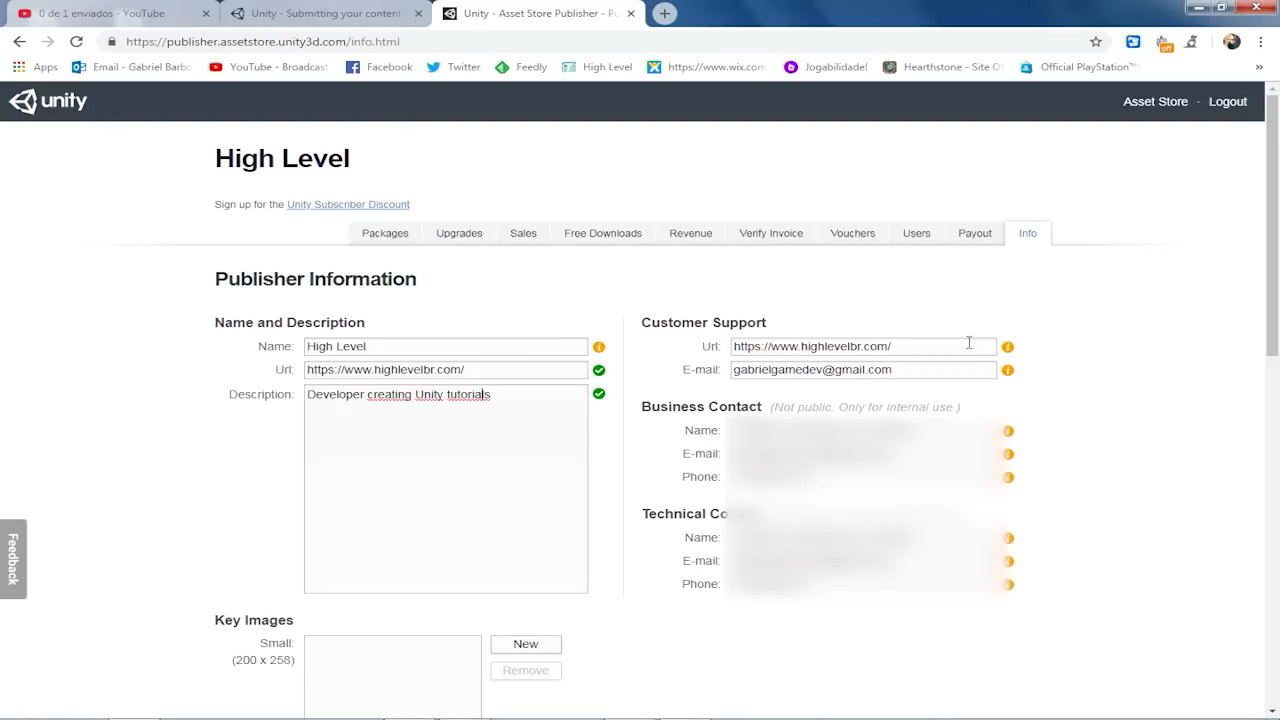 0 de 1 enviados - YouTube
Unity - Submitting your content
Unity - Asset Store Publisher - Pu
https://publisher.assetstore.unity3d.com/info.html
Apps
Email - Gabriel Barbo
YouTube - Broadcast
Facebook
Twitter
Feedly
High Level
https://www.wix.com
Jogabilidade!
Hearthstone - Site O
Official PlayStation™
»
off
unity
Asset Store · Logout
High Level
Sign up for the Unity Subscriber Discount
Packages
Upgrades
Sales
Free Downloads
Revenue
Verify Invoice
Vouchers
Users
Payout
Info
Publisher Information
Name and Description
Name: High Level
Url: https://www.highlevelbr.com/
Description: Developer creating Unity tutorials
Customer Support
Url: https://www.highlevelbr.com/
E-mail: gabrielgamedev@gmail.com
Business Contact (Not public. Only for internal use.)
Name:
E-mail:
Phone:
Technical Co
Name:
E-mail:
Phone:
Feedback
Key Images
Small:
(200 x 258)
New
Remove